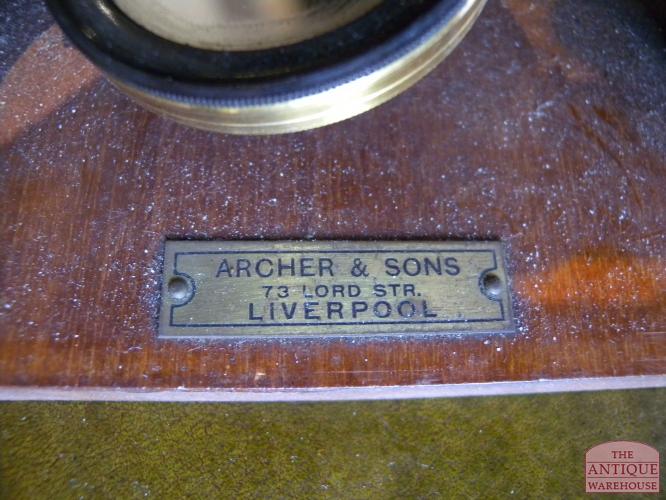 ARCHER & SONS
73 LORD STR.
LIVERPOOL
THE
ANTIQUE
WAREHOUSE